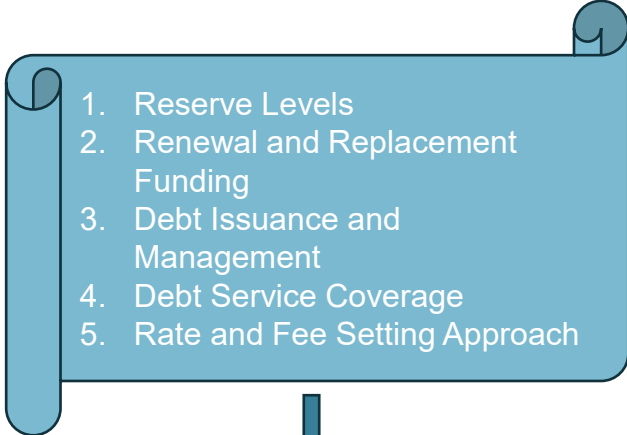 1. Reserve Levels
2. Renewal and Replacement
Funding
3. Debt Issuance and
Management
4. Debt Service Coverage
5. Rate and Fee Setting Approach